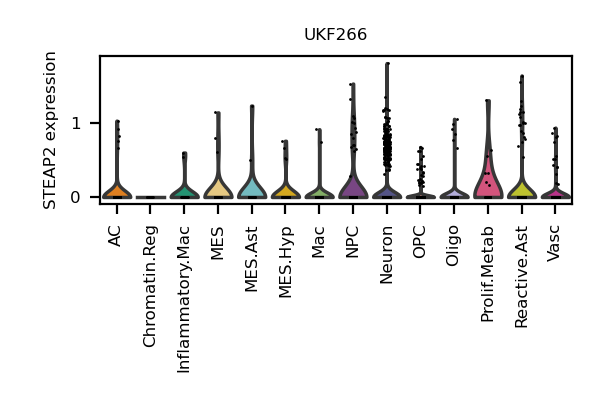 UKF266
STEAP2 expression
1
0
AC
Chromatin.Reg
Inflammatory.Mac
MES
MES.Ast
MES.Hyp
Mac
NPC
Neuron
OPC
Oligo
Prolif.Metab
Reactive.Ast
Vasc